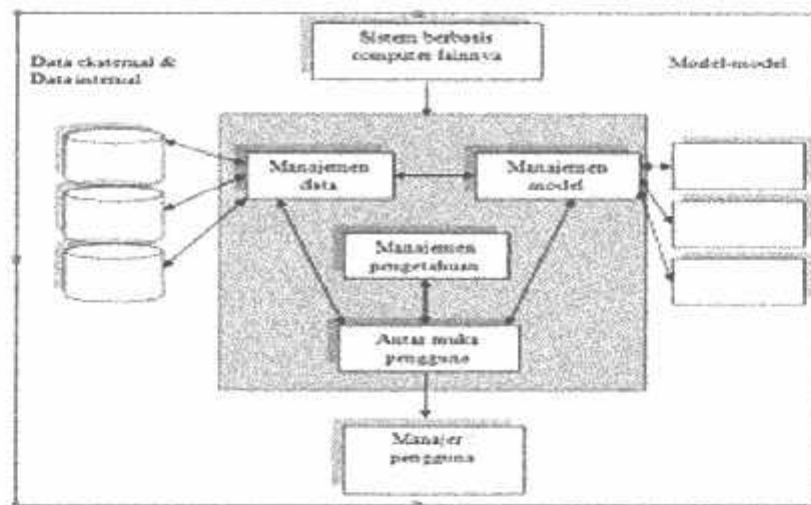 Sistem berbasis
computer lainnya
Data eksternal &
Data internal
Model-model
Manajemen
data
Manajemen
model
Manajemen
pengetahuan
Antar muka
pengguna
Manajer
pengguna